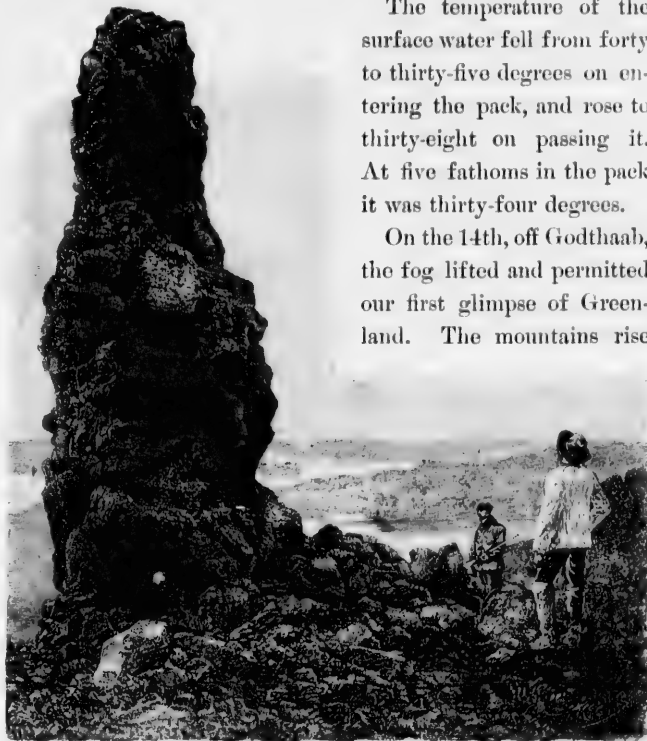 The temperature of the
surface water fell from forty
to thirty-five degrees on en-
tering the pack, and rose to
thirty-eight on passing it.
At five fathoms in the pack
it was thirty-four degrees.
On the 14th, off Godthaab,
the fog lifted and permitted
our first glimpse of Green-
land. The mountains rise